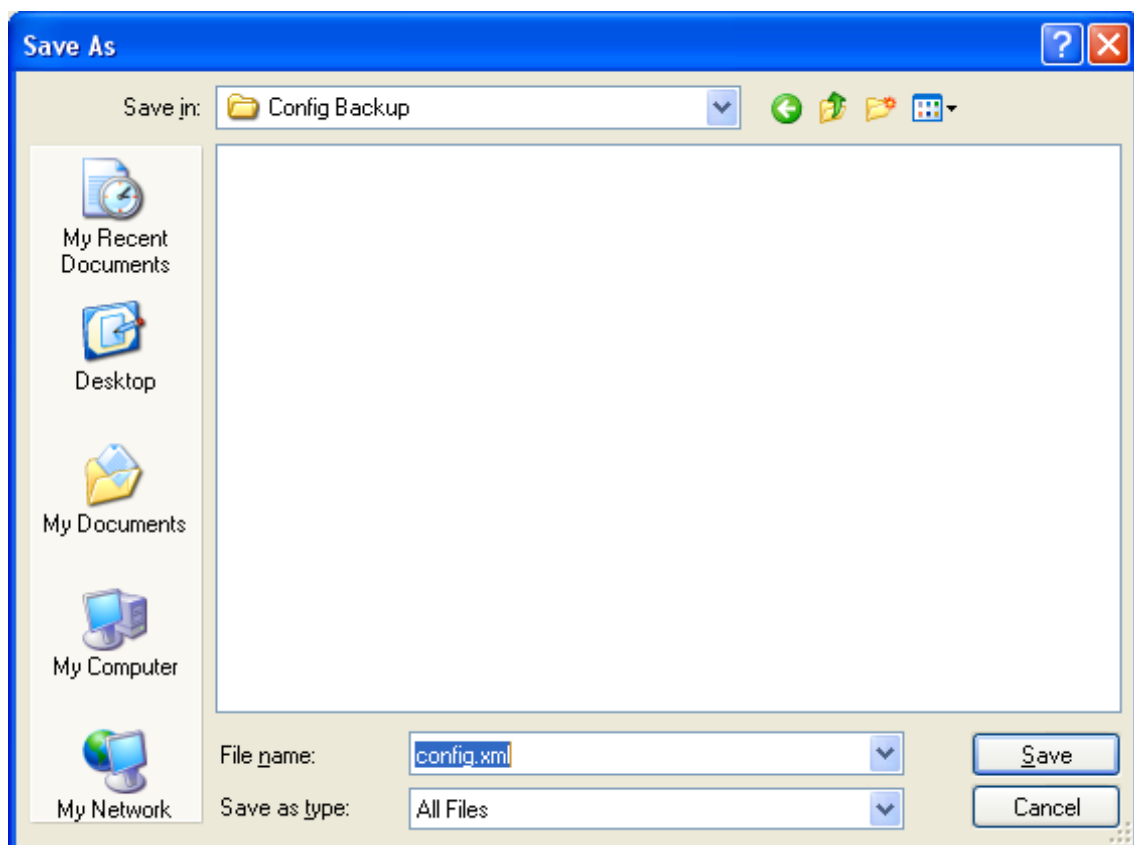 Save As
Save in: Config Backup
My Recent
Documents
Desktop
My Documents
My Computer
My Network
File name: config.xml Save
Save as type: All Files Cancel